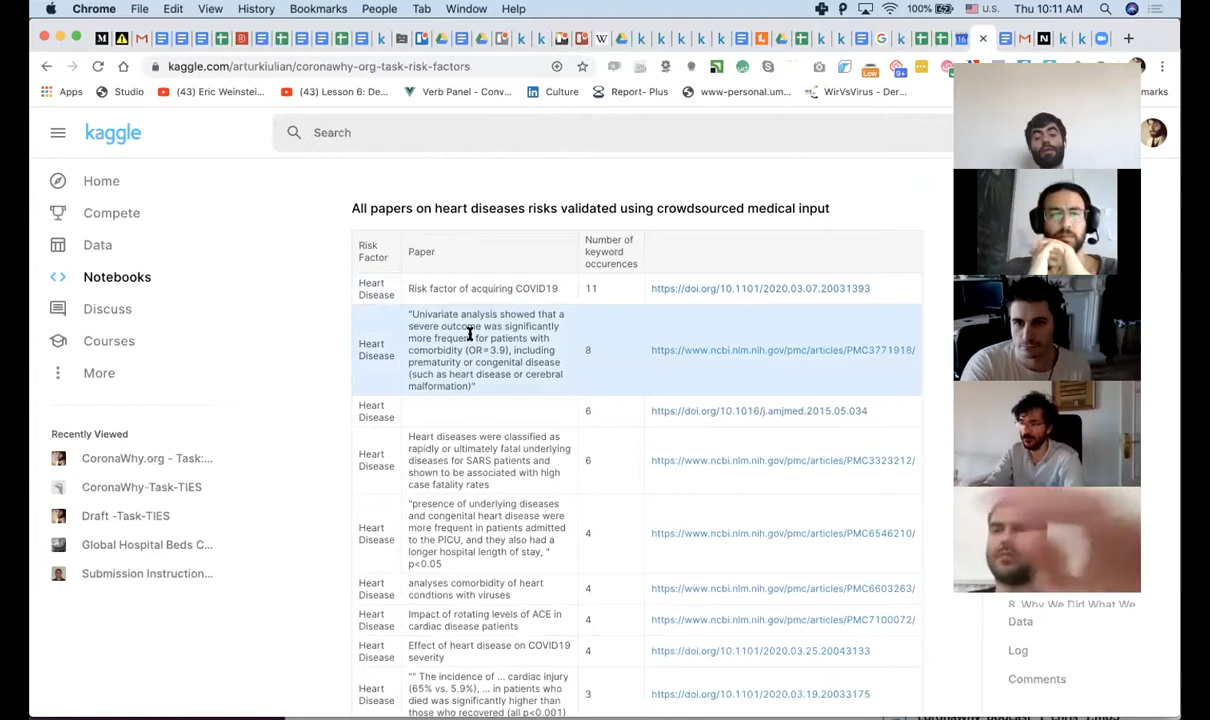 Chrome File Edit View History Bookmarks People Tab Window Help 100% U.S. Thu 10:11 AM
kaggle.com/arturkiulian/coronawhy-org-task-risk-factors
Apps Studio (43) Eric Weinstei... (43) Lesson 6: De... Verb Panel - Conv... Culture Report- Plus www-personal.um... WirVsVirus - Der... marks
kaggle Search
Home
Compete
Data
Notebooks
Discuss
Courses
More
Recently Viewed
CoronaWhy.org - Task:...
CoronaWhy-Task-TIES
Draft -Task-TIES
Global Hospital Beds C...
Submission Instruction...
All papers on heart diseases risks validated using crowdsourced medical input
Risk
Factor
Paper
Number of
keyword
occurences
Heart
Disease
Risk factor of acquiring COVID19
11
https://doi.org/10.1101/2020.03.07.20031393
Heart
Disease
"Univariate analysis showed that a
severe outcome was significantly
more frequent for patients with
comorbidity (OR=3.9), including
prematurity or congenital disease
(such as heart disease or cerebral
malformation)"
8
https://www.ncbi.nlm.nih.gov/pmc/articles/PMC3771918/
Heart
Disease
6
https://doi.org/10.1016/j.amjmed.2015.05.034
Heart
Disease
Heart diseases were classified as
rapidly or ultimately fatal underlying
diseases for SARS patients and
shown to be associated with high
case fatality rates
6
https://www.ncbi.nlm.nih.gov/pmc/articles/PMC3323212/
Heart
Disease
"presence of underlying diseases
and congenital heart disease were
more frequent in patients admitted
to the PICU, and they also had a
longer hospital length of stay, "
p<0.05
4
https://www.ncbi.nlm.nih.gov/pmc/articles/PMC6546210/
Heart
Disease
analyses comorbidity of heart
condtions with viruses
4
https://www.ncbi.nlm.nih.gov/pmc/articles/PMC6603263/
Heart
Disease
Impact of rotating levels of ACE in
cardiac disease patients
4
https://www.ncbi.nlm.nih.gov/pmc/articles/PMC7100072/
Heart
Disease
Effect of heart disease on COVID19
severity
4
https://doi.org/10.1101/2020.03.25.20043133
Heart
Disease
"" The incidence of ... cardiac injury
(65% vs. 5.9%), ... in patients who
died was significantly higher than
those who recovered (all p<0.001)
3
https://doi.org/10.1101/2020.03.19.20033175
8. Why We Did What We
Data
Log
Comments